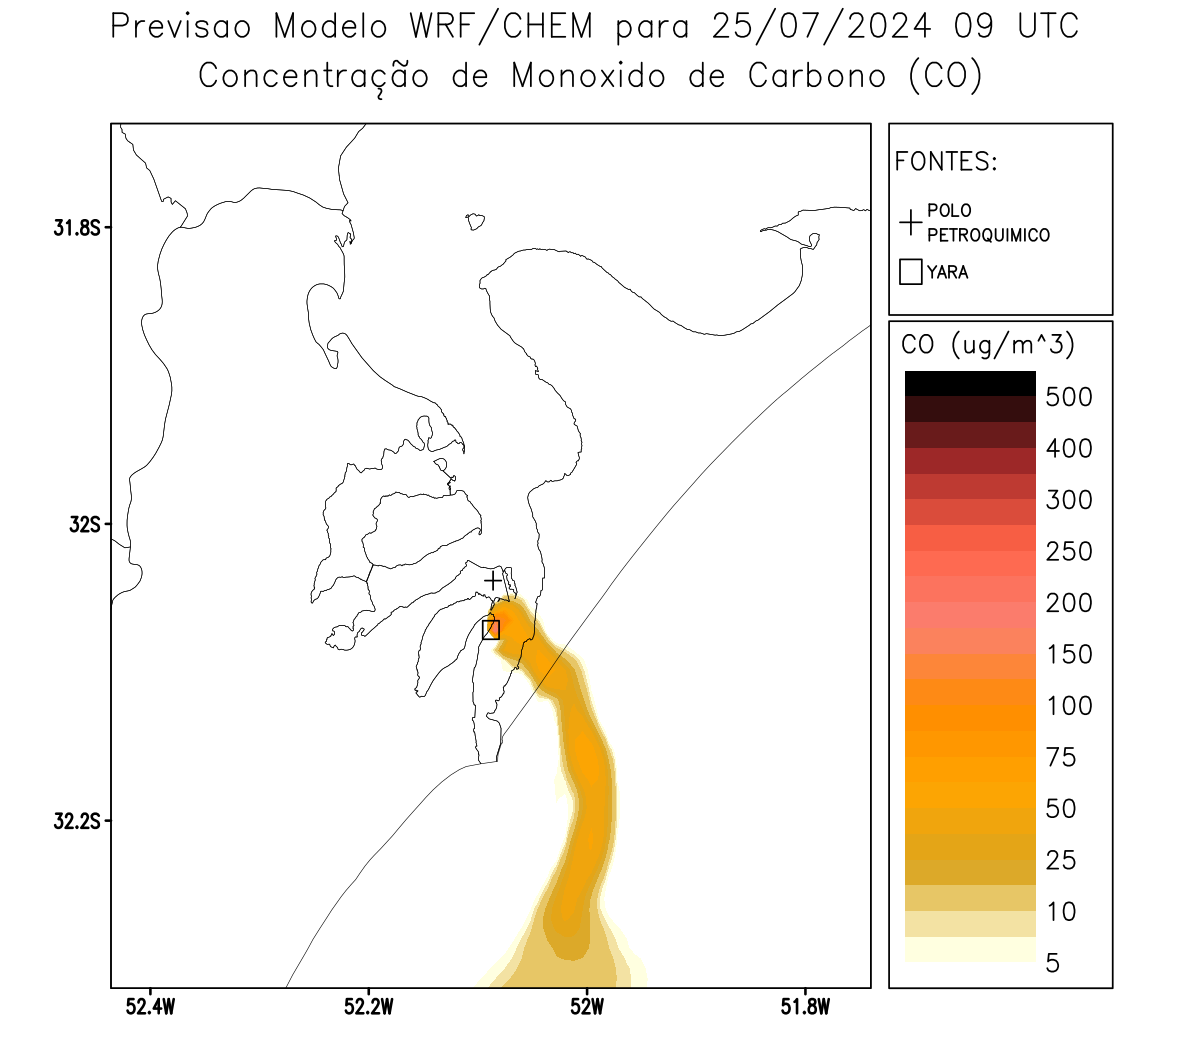 Previsao Modelo WRF/CHEM para 25/07/2024 09 UTC
Concentração de Monoxido de Carbono (CO)
FONTES:
POLO
PETROQUIMICO
YARA
CO (ug/m^3)
500
400
300
250
200
150
100
75
50
25
10
5
31.8S
32S
32.2S
52.4W
52.2W
52W
51.8W